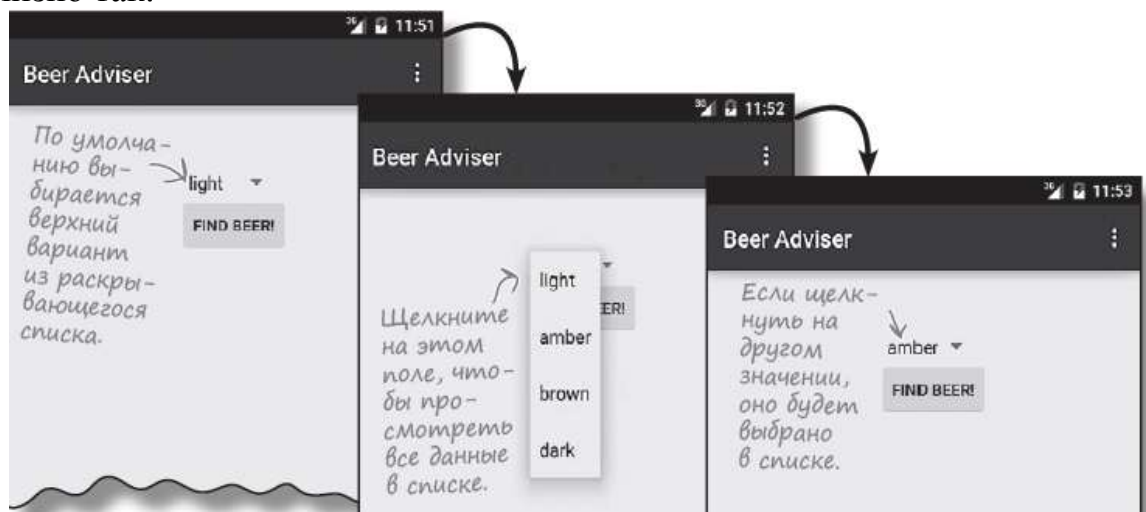 11:51
Beer Adviser
По умолча-
нию вы-
бирается
верхний
вариант
из раскры-
вающегося
списка.
light
FIND BEER!
11:52
Beer Adviser
Щелкните
на этом
поле, что-
бы про-
смотреть
все данные
в списке.
light
amber
brown
dark
ER!
11:53
Beer Adviser
Если щелк-
нуть на
другом
значении,
оно будет
выбрано
в списке.
amber
FIND BEER!